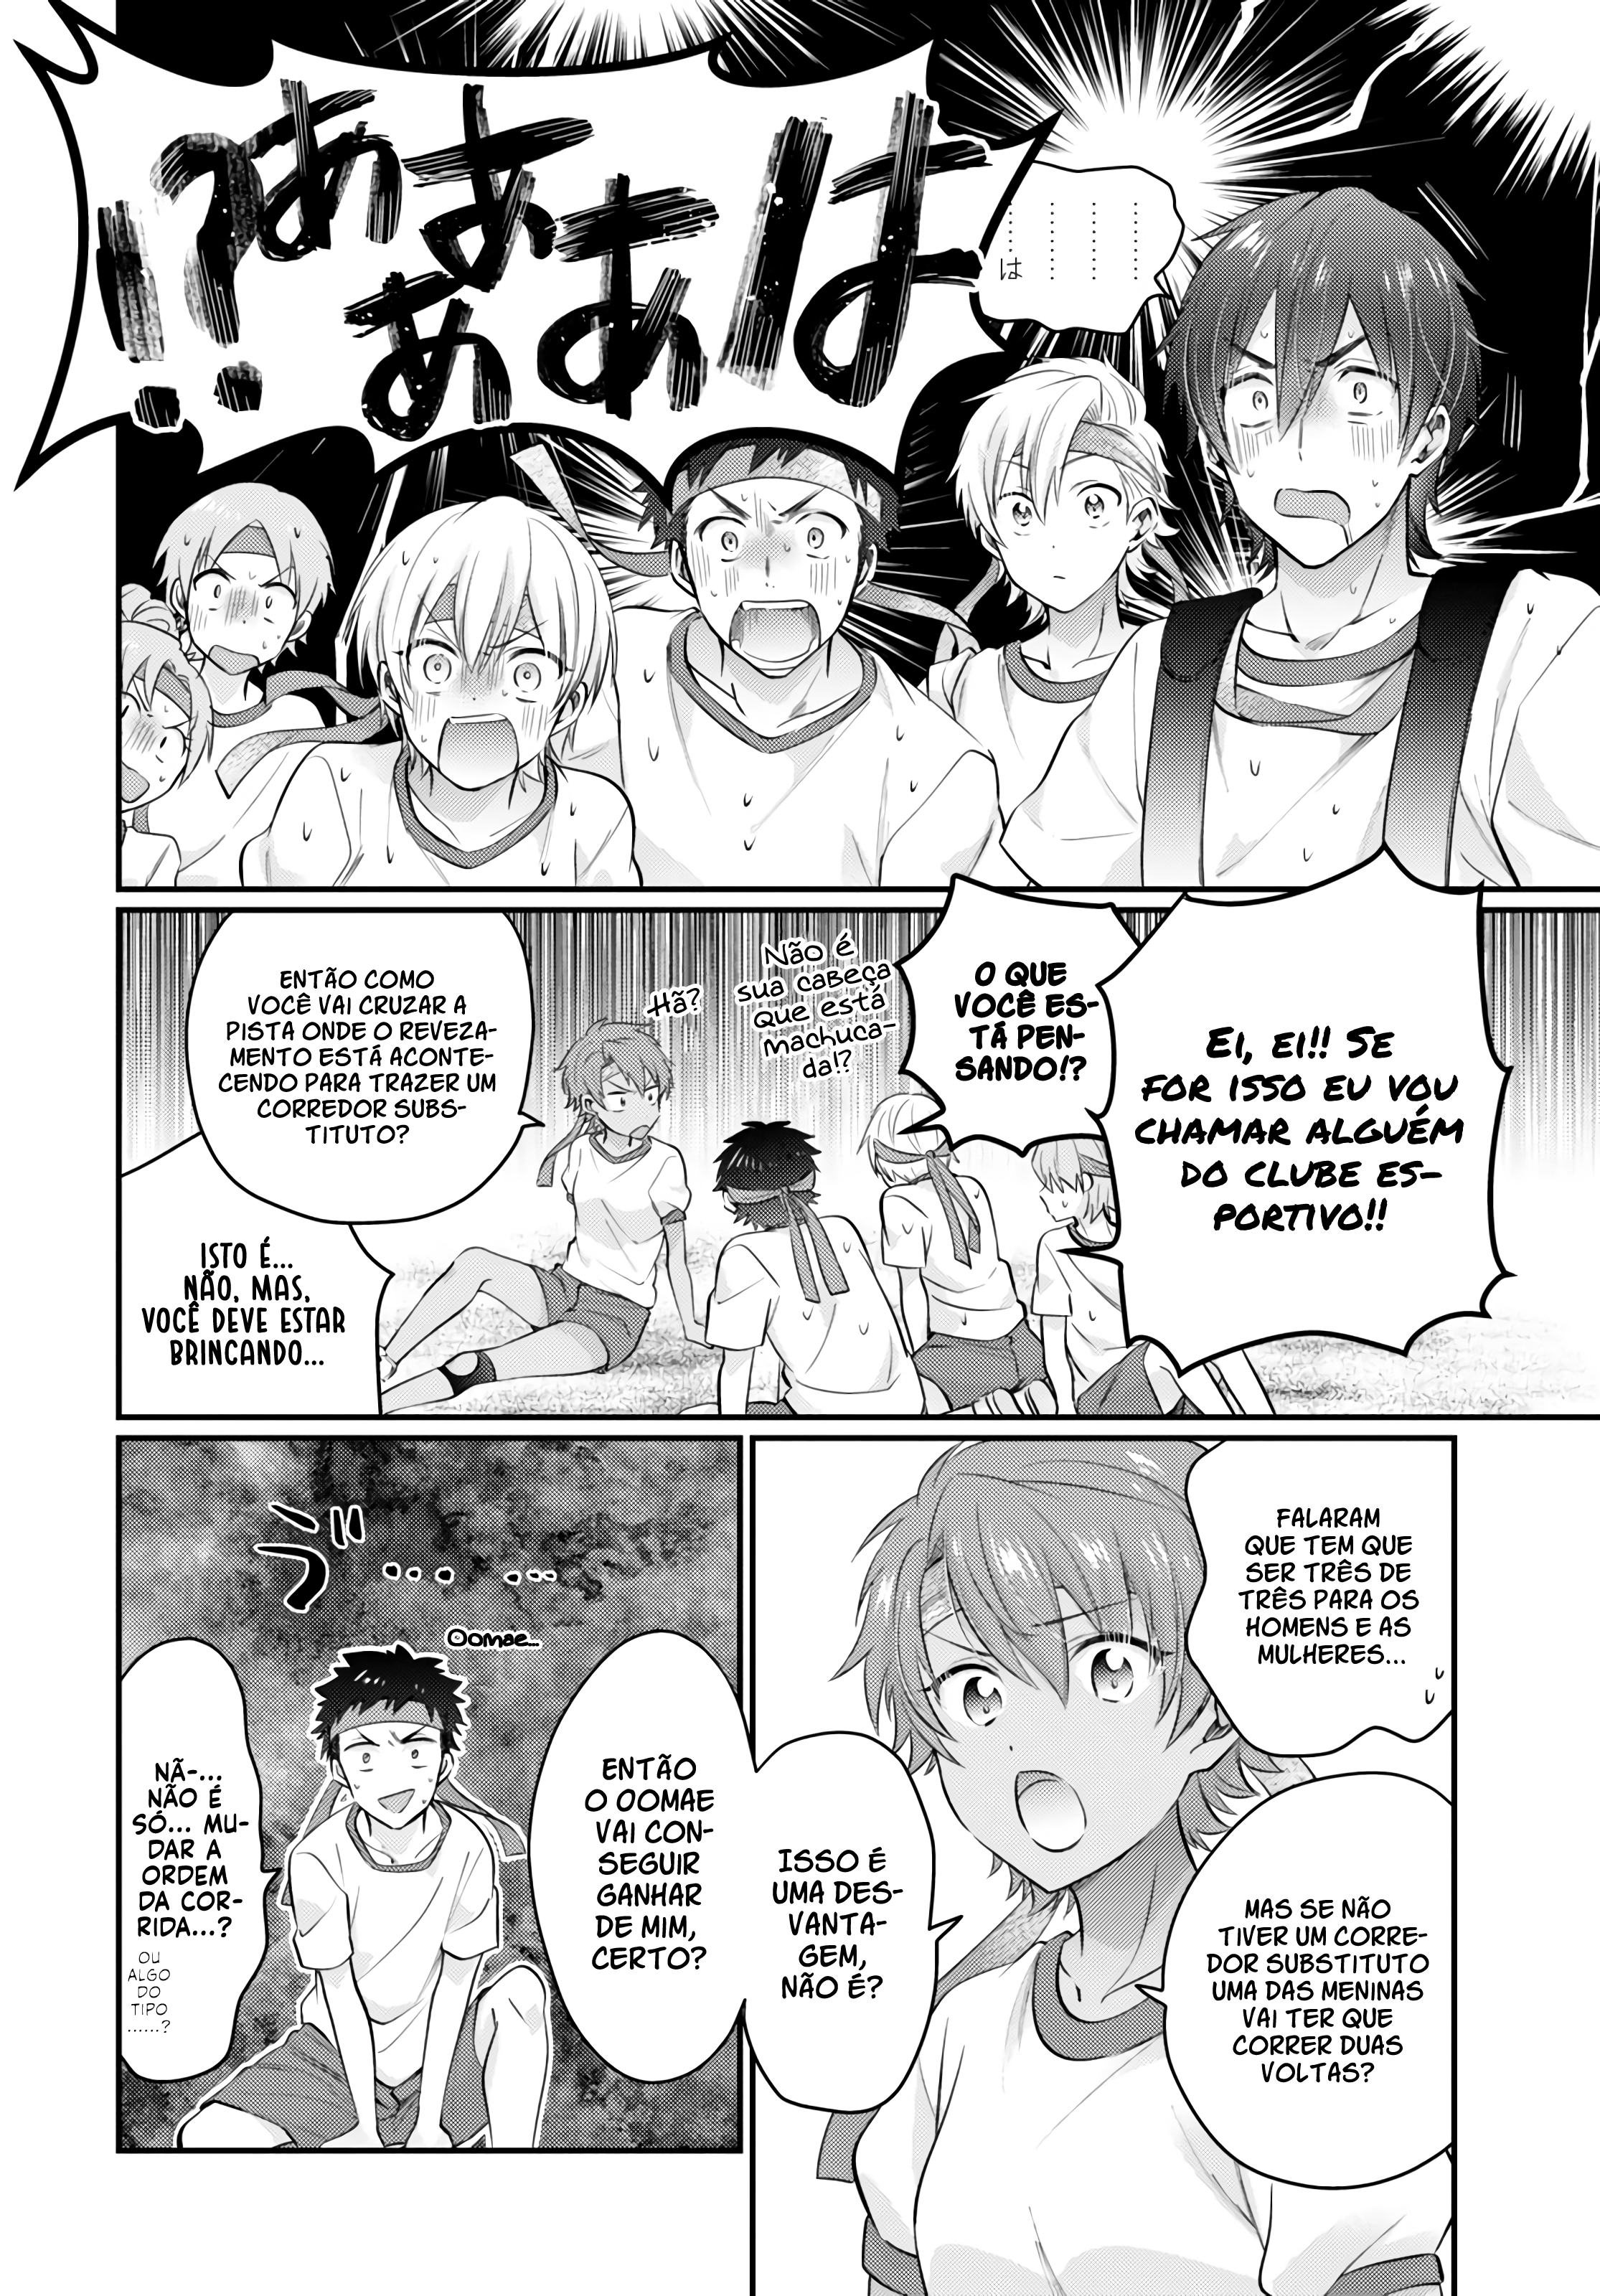 ‥‥‥‥
‥‥‥‥
‥‥‥‥
‥‥‥は
はあああああ!?
EI, EI!! SE
FOR ISSO EU VOU
CHAMAR ALGUÉM
DO CLUBE ES-
PORTIVO!!
O QUE
VOCÊ ES-
TÁ PEN-
SANDO!?
Não é
sua cabeça
que está
machuca-
da!?
Hã?
ENTÃO COMO
VOCÊ VAI CRUZAR A
PISTA ONDE O REVEZA-
MENTO ESTÁ ACONTE-
CENDO PARA TRAZER UM
CORREDOR SUBS-
TITUTO?
ISTO É...
NÃO, MAS,
VOCÊ DEVE ESTAR
BRINCANDO...
FALARAM
QUE TEM QUE
SER TRÊS DE
TRÊS PARA OS
HOMENS E AS
MULHERES...
MAS SE NÃO
TIVER UM CORRE-
DOR SUBSTITUTO
UMA DAS MENINAS
VAI TER QUE
CORRER DUAS
VOLTAS?
ISSO É
UMA DES-
VANTA-
GEM,
NÃO É?
ENTÃO
O OOMAE
VAI CON-
SEGUIR
GANHAR
DE MIM,
CERTO?
Oomae...
づ‥‥‥
NÃ-...
NÃO É
SÓ... MU-
DAR A
ORDEM
DA COR-
RIDA...?
OU
ALGO
DO
TIPO
......?